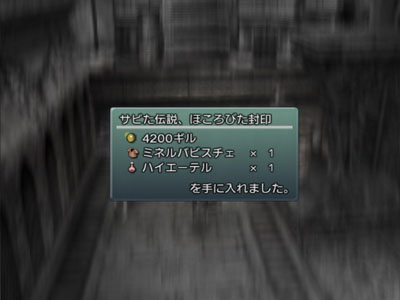 サビた伝説、ほころびた封印
4200ギル
ミネルバビスチェ × 1
ハイエーテル × 1
を手に入れました。